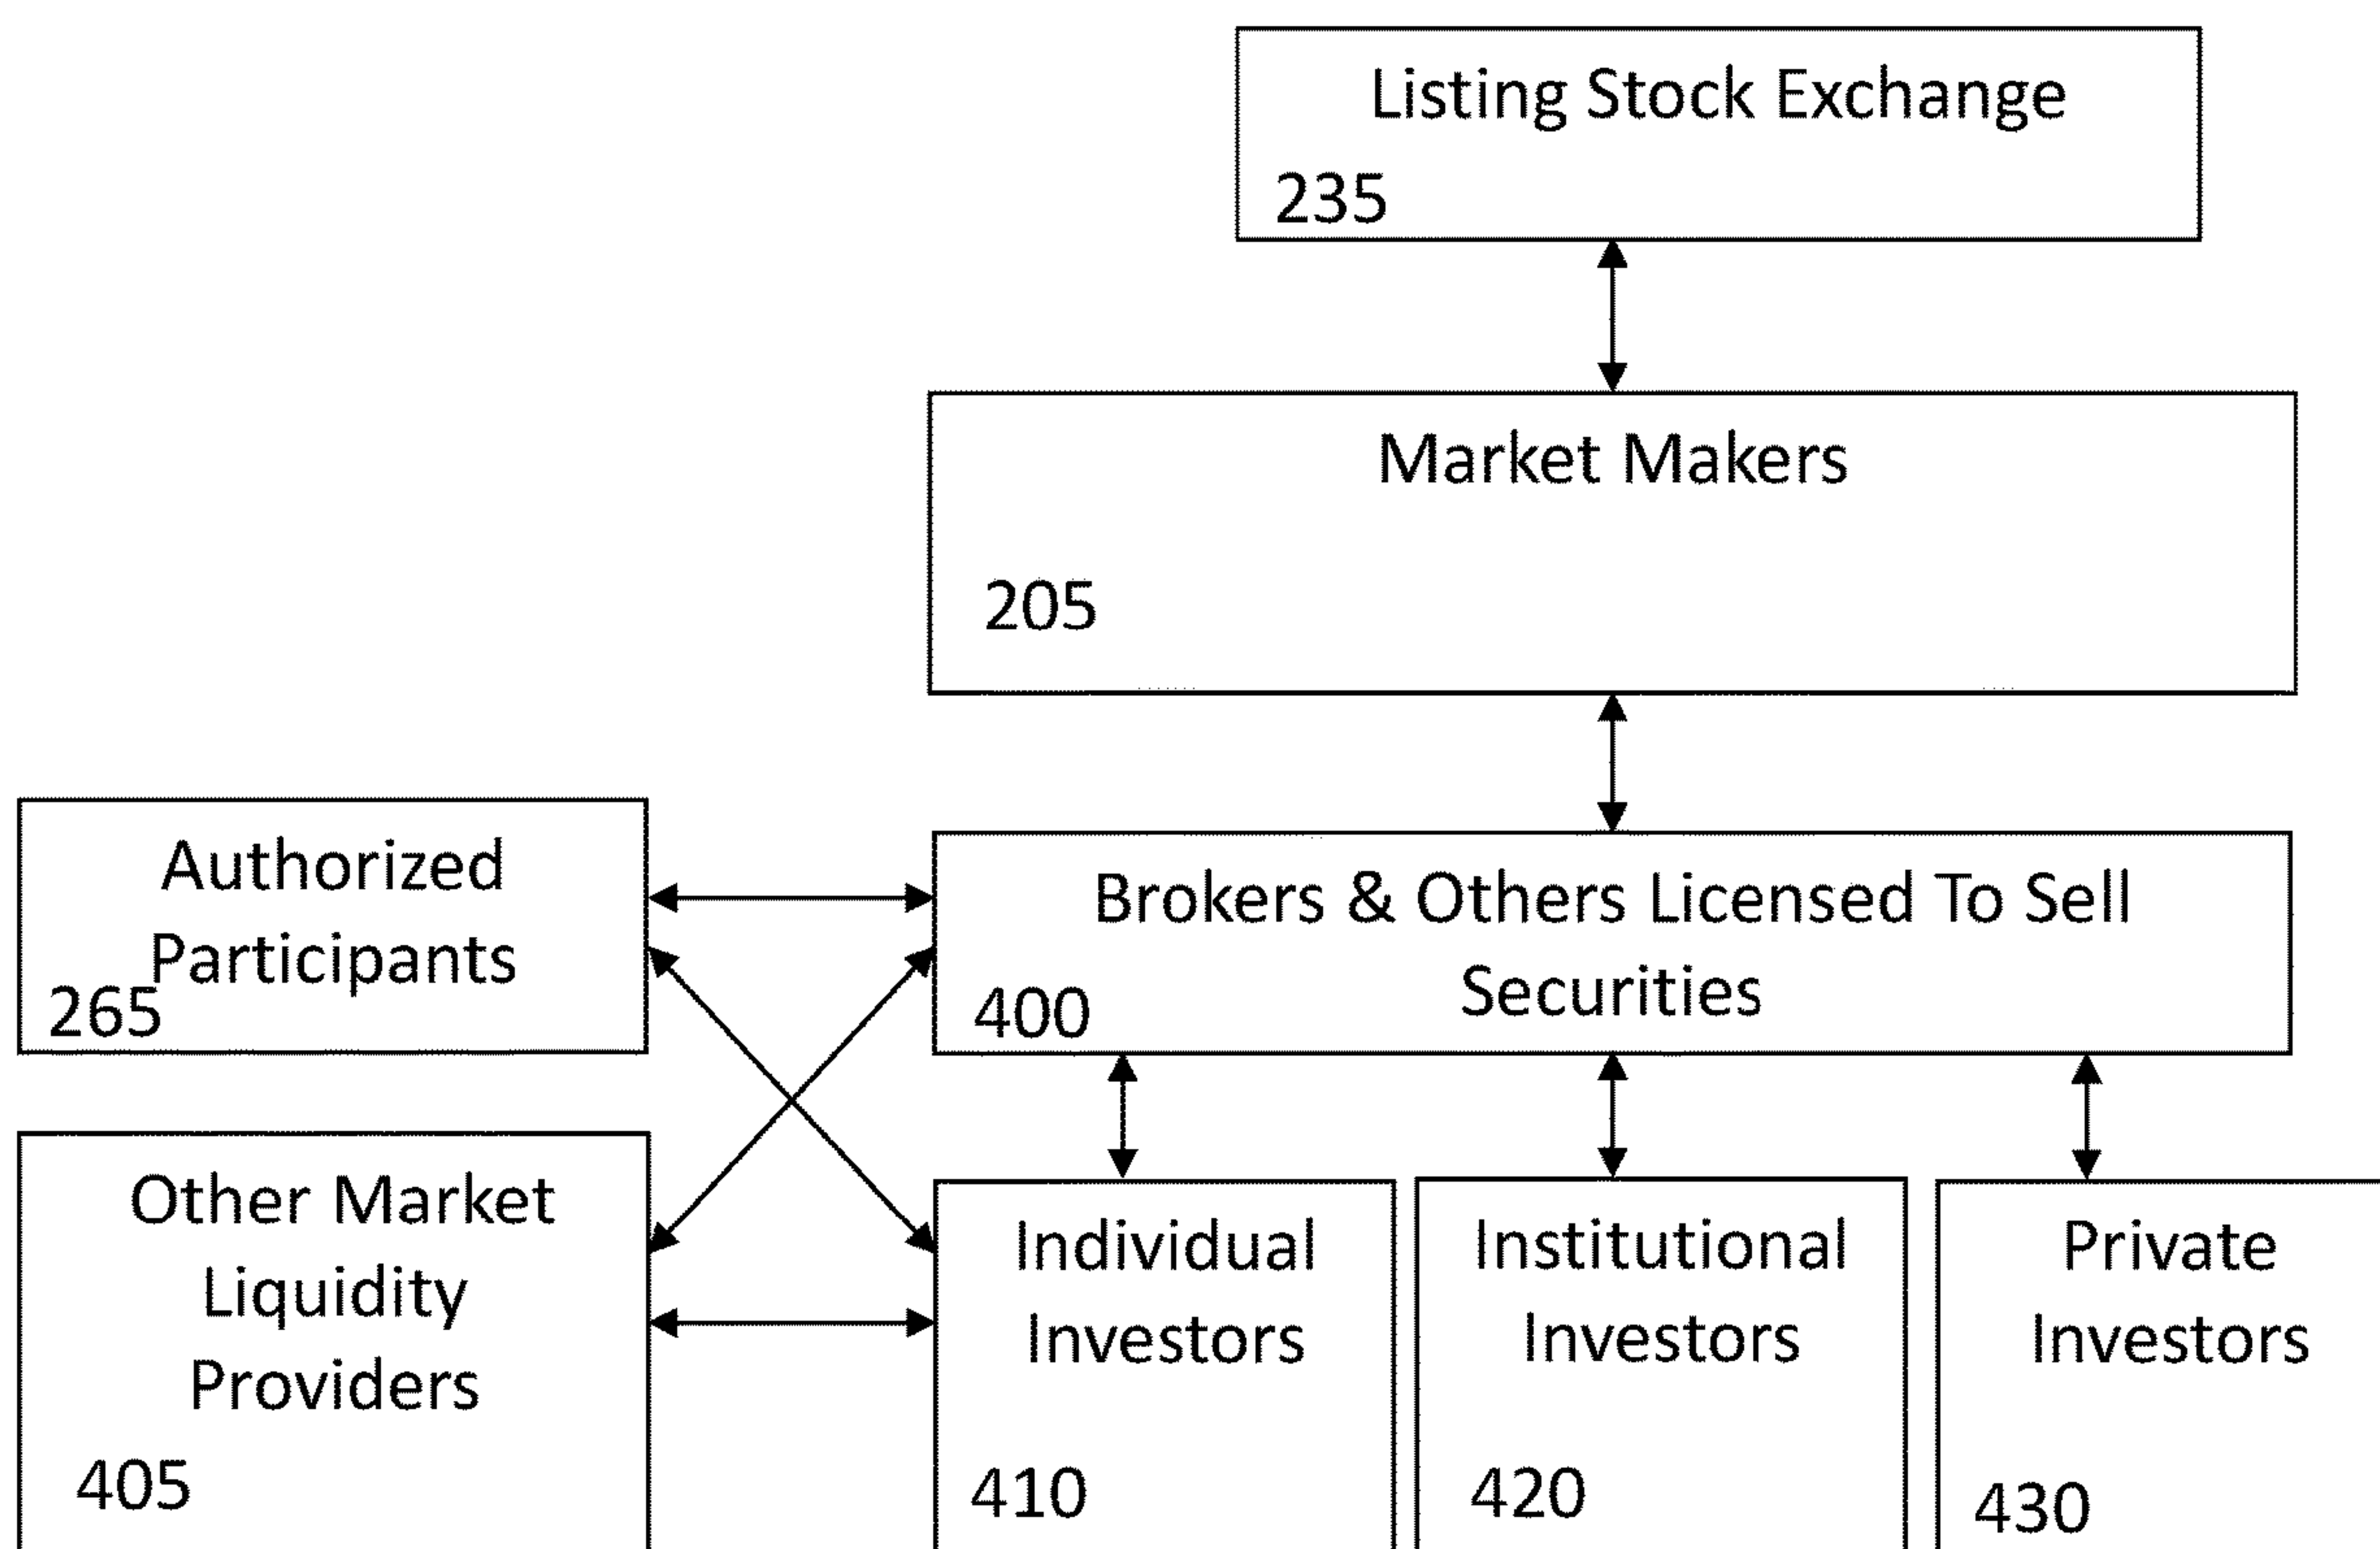 Listing Stock Exchange
235
Market Makers
205
Authorized
Participants
265
Brokers & Others Licensed To Sell
Securities
400
Other Market
Liquidity
Providers
405
Individual
Investors
410
Institutional
Investors
420
Private
Investors
430